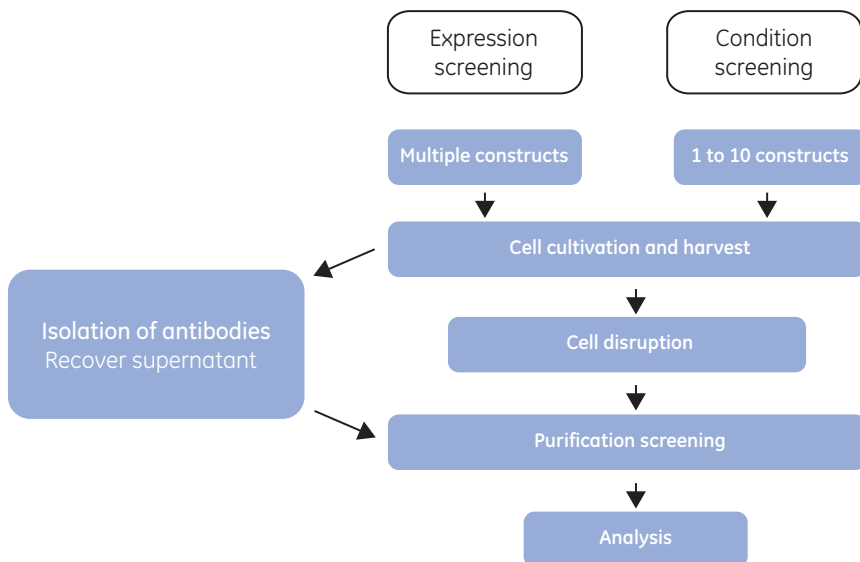 Expression
screening
Condition
screening
Multiple constructs
1 to 10 constructs
Cell cultivation and harvest
Isolation of antibodies
Recover supernatant
Cell disruption
Purification screening
Analysis